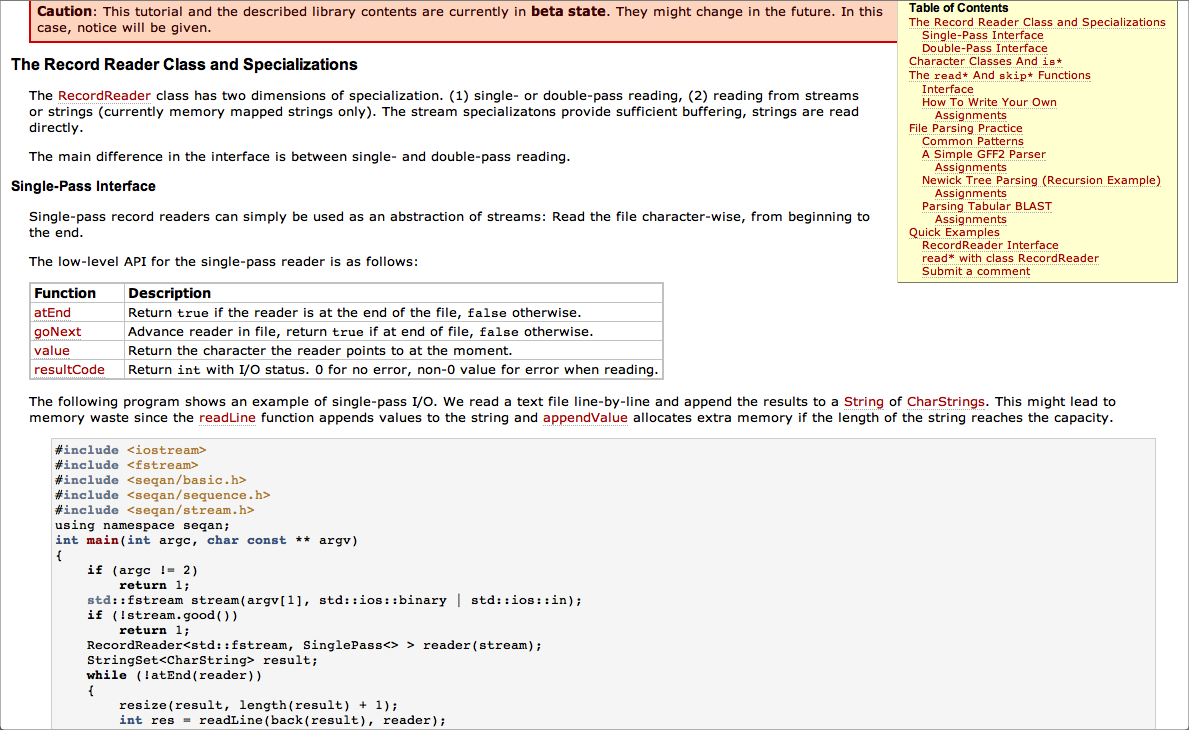 Caution: This tutorial and the described library contents are currently in beta state. They might change in the future. In this
case, notice will be given.
Table of Contents
The Record Reader Class and Specializations
Single-Pass Interface
Double-Pass Interface
Character Classes And is*
The read* And skip* Functions
Interface
How To Write Your Own
Assignments
File Parsing Practice
Common Patterns
A Simple GFF2 Parser
Assignments
Newick Tree Parsing (Recursion Example)
Assignments
Parsing Tabular BLAST
Assignments
Quick Examples
RecordReader Interface
read* with class RecordReader
Submit a comment
The Record Reader Class and Specializations
The RecordReader class has two dimensions of specialization. (1) single- or double-pass reading, (2) reading from streams
or strings (currently memory mapped strings only). The stream specializatons provide sufficient buffering, strings are read
directly.
The main difference in the interface is between single- and double-pass reading.
Single-Pass Interface
Single-pass record readers can simply be used as an abstraction of streams: Read the file character-wise, from beginning to
the end.
The low-level API for the single-pass reader is as follows:
Function Description
atEnd Return true if the reader is at the end of the file, false otherwise.
goNext Advance reader in file, return true if at end of file, false otherwise.
value Return the character the reader points to at the moment.
resultCode Return int with I/O status. 0 for no error, non-0 value for error when reading.
The following program shows an example of single-pass I/O. We read a text file line-by-line and append the results to a String of CharStrings. This might lead to
memory waste since the readLine function appends values to the string and appendValue allocates extra memory if the length of the string reaches the capacity.
#include <iostream>
#include <fstream>
#include <seqan/basic.h>
#include <seqan/sequence.h>
#include <seqan/stream.h>
using namespace seqan;
int main(int argc, char const ** argv)
{
    if (argc != 2)
        return 1;
    std::fstream stream(argv[1], std::ios::binary | std::ios::in);
    if (!stream.good())
        return 1;
    RecordReader<std::fstream, SinglePass<> > reader(stream);
    StringSet<CharString> result;
    while (!atEnd(reader))
    {
        resize(result, length(result) + 1);
        int res = readLine(back(result), reader);